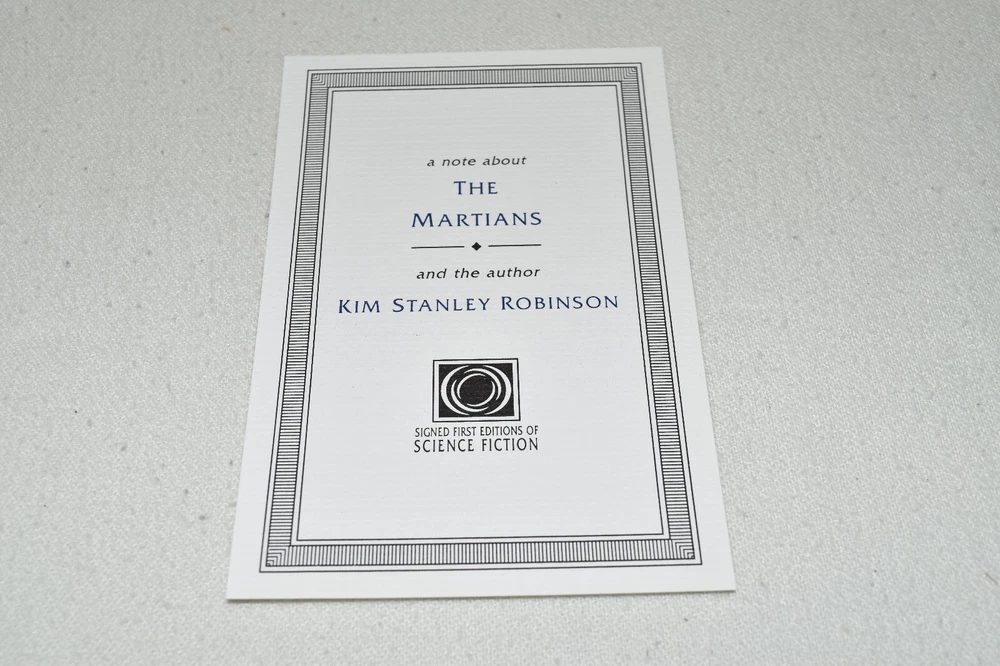 a note about
THE
MARTIANS
and the author
KIM STANLEY ROBINSON
SIGNED FIRST EDITIONS OF
SCIENCE FICTION